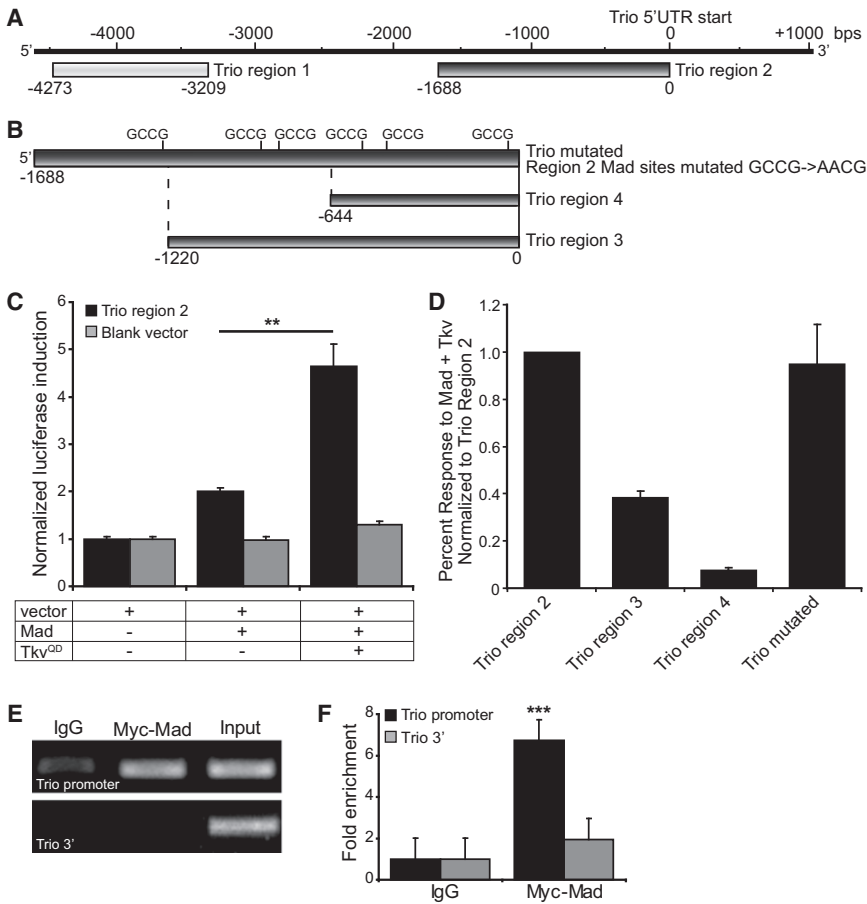 A
Trio 5'UTR start
-4000 -3000 -2000 -1000 0 +1000 bps
5' 3'
Trio region 1 Trio region 2
-4273 -3209 -1688 0
B
GCCG GCCG GCCG GCCG GCCG GCCG
5' Trio mutated
-1688 Region 2 Mad sites mutated GCCG->AACG
Trio region 4
-644
Trio region 3
-1220 0
C
Normalized luciferase induction
6
5
4
3
2
1
0
Trio region 2
Blank vector
**
vector + + +
Mad - + +
TkvQD - - +
D
Percent Response to Mad + Tkv
Normalized to Trio Region 2
1.2
1.0
0.8
0.6
0.4
0.2
0
Trio region 2
Trio region 3
Trio region 4
Trio mutated
E
IgG Myc-Mad Input
Trio promoter
Trio 3'
F
Fold enrichment
8
6
4
2
0
Trio promoter
Trio 3'
***
IgG Myc-Mad